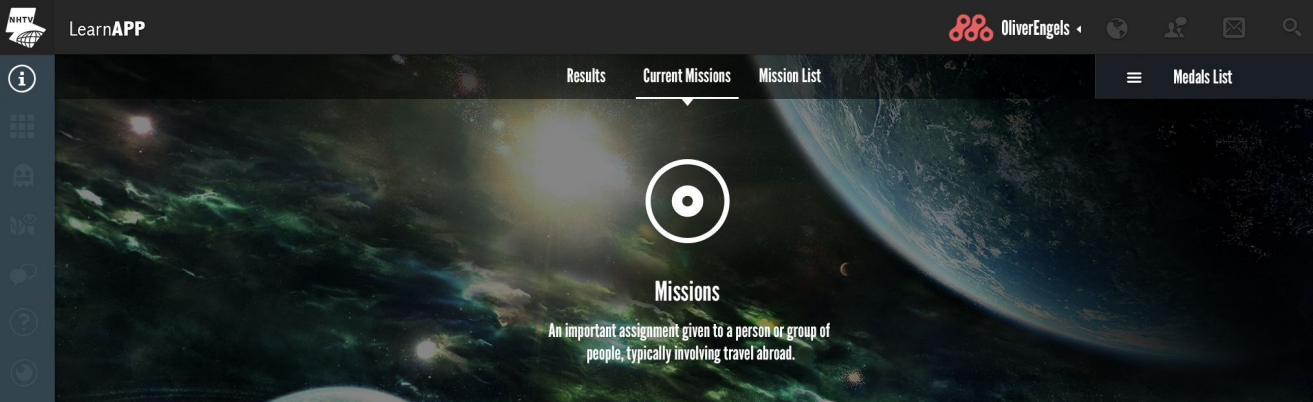 NHTV
LearnAPP
OliverEngels
Results
Current Missions
Mission List
Medals List
Missions
An important assignment given to a person or group of
people, typically involving travel abroad.